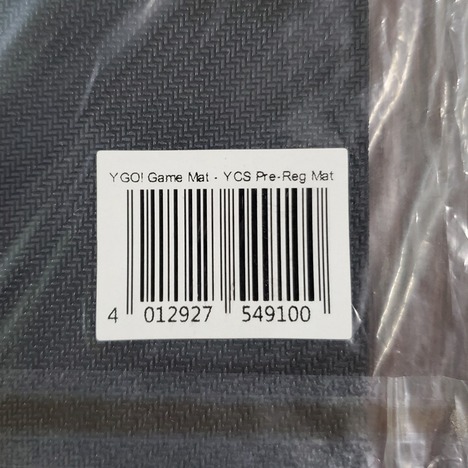 YGO! Game Mat - YCS Pre-Reg Mat
4 012927 549100